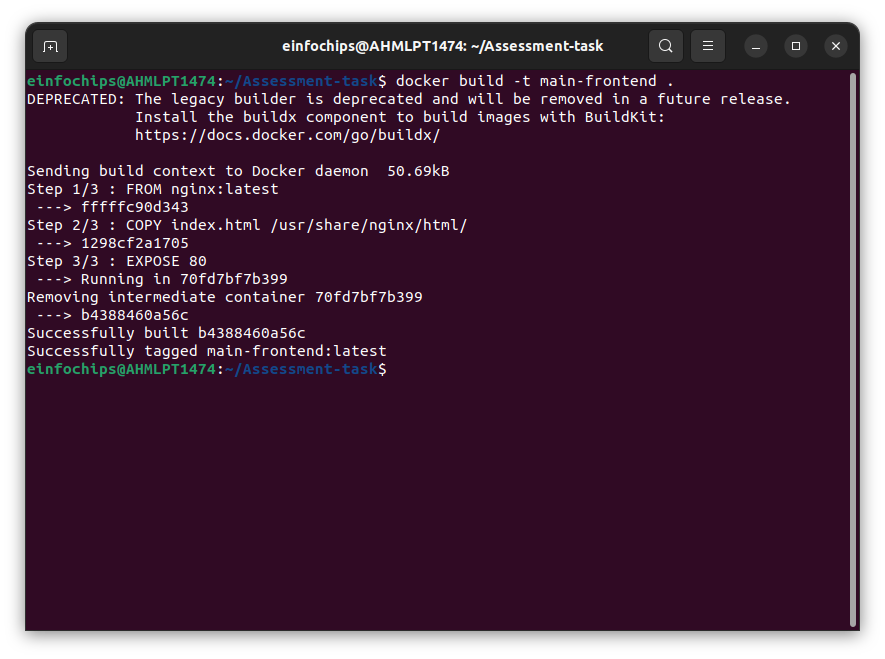 einfochips@AHMLPT1474: ~/Assessment-task
einfochips@AHMLPT1474:~/Assessment-task$ docker build -t main-frontend .
DEPRECATED: The legacy builder is deprecated and will be removed in a future release.
            Install the buildx component to build images with BuildKit:
            https://docs.docker.com/go/buildx/

Sending build context to Docker daemon  50.69kB
Step 1/3 : FROM nginx:latest
 ---> fffffc90d343
Step 2/3 : COPY index.html /usr/share/nginx/html/
 ---> 1298cf2a1705
Step 3/3 : EXPOSE 80
 ---> Running in 70fd7bf7b399
Removing intermediate container 70fd7bf7b399
 ---> b4388460a56c
Successfully built b4388460a56c
Successfully tagged main-frontend:latest
einfochips@AHMLPT1474:~/Assessment-task$